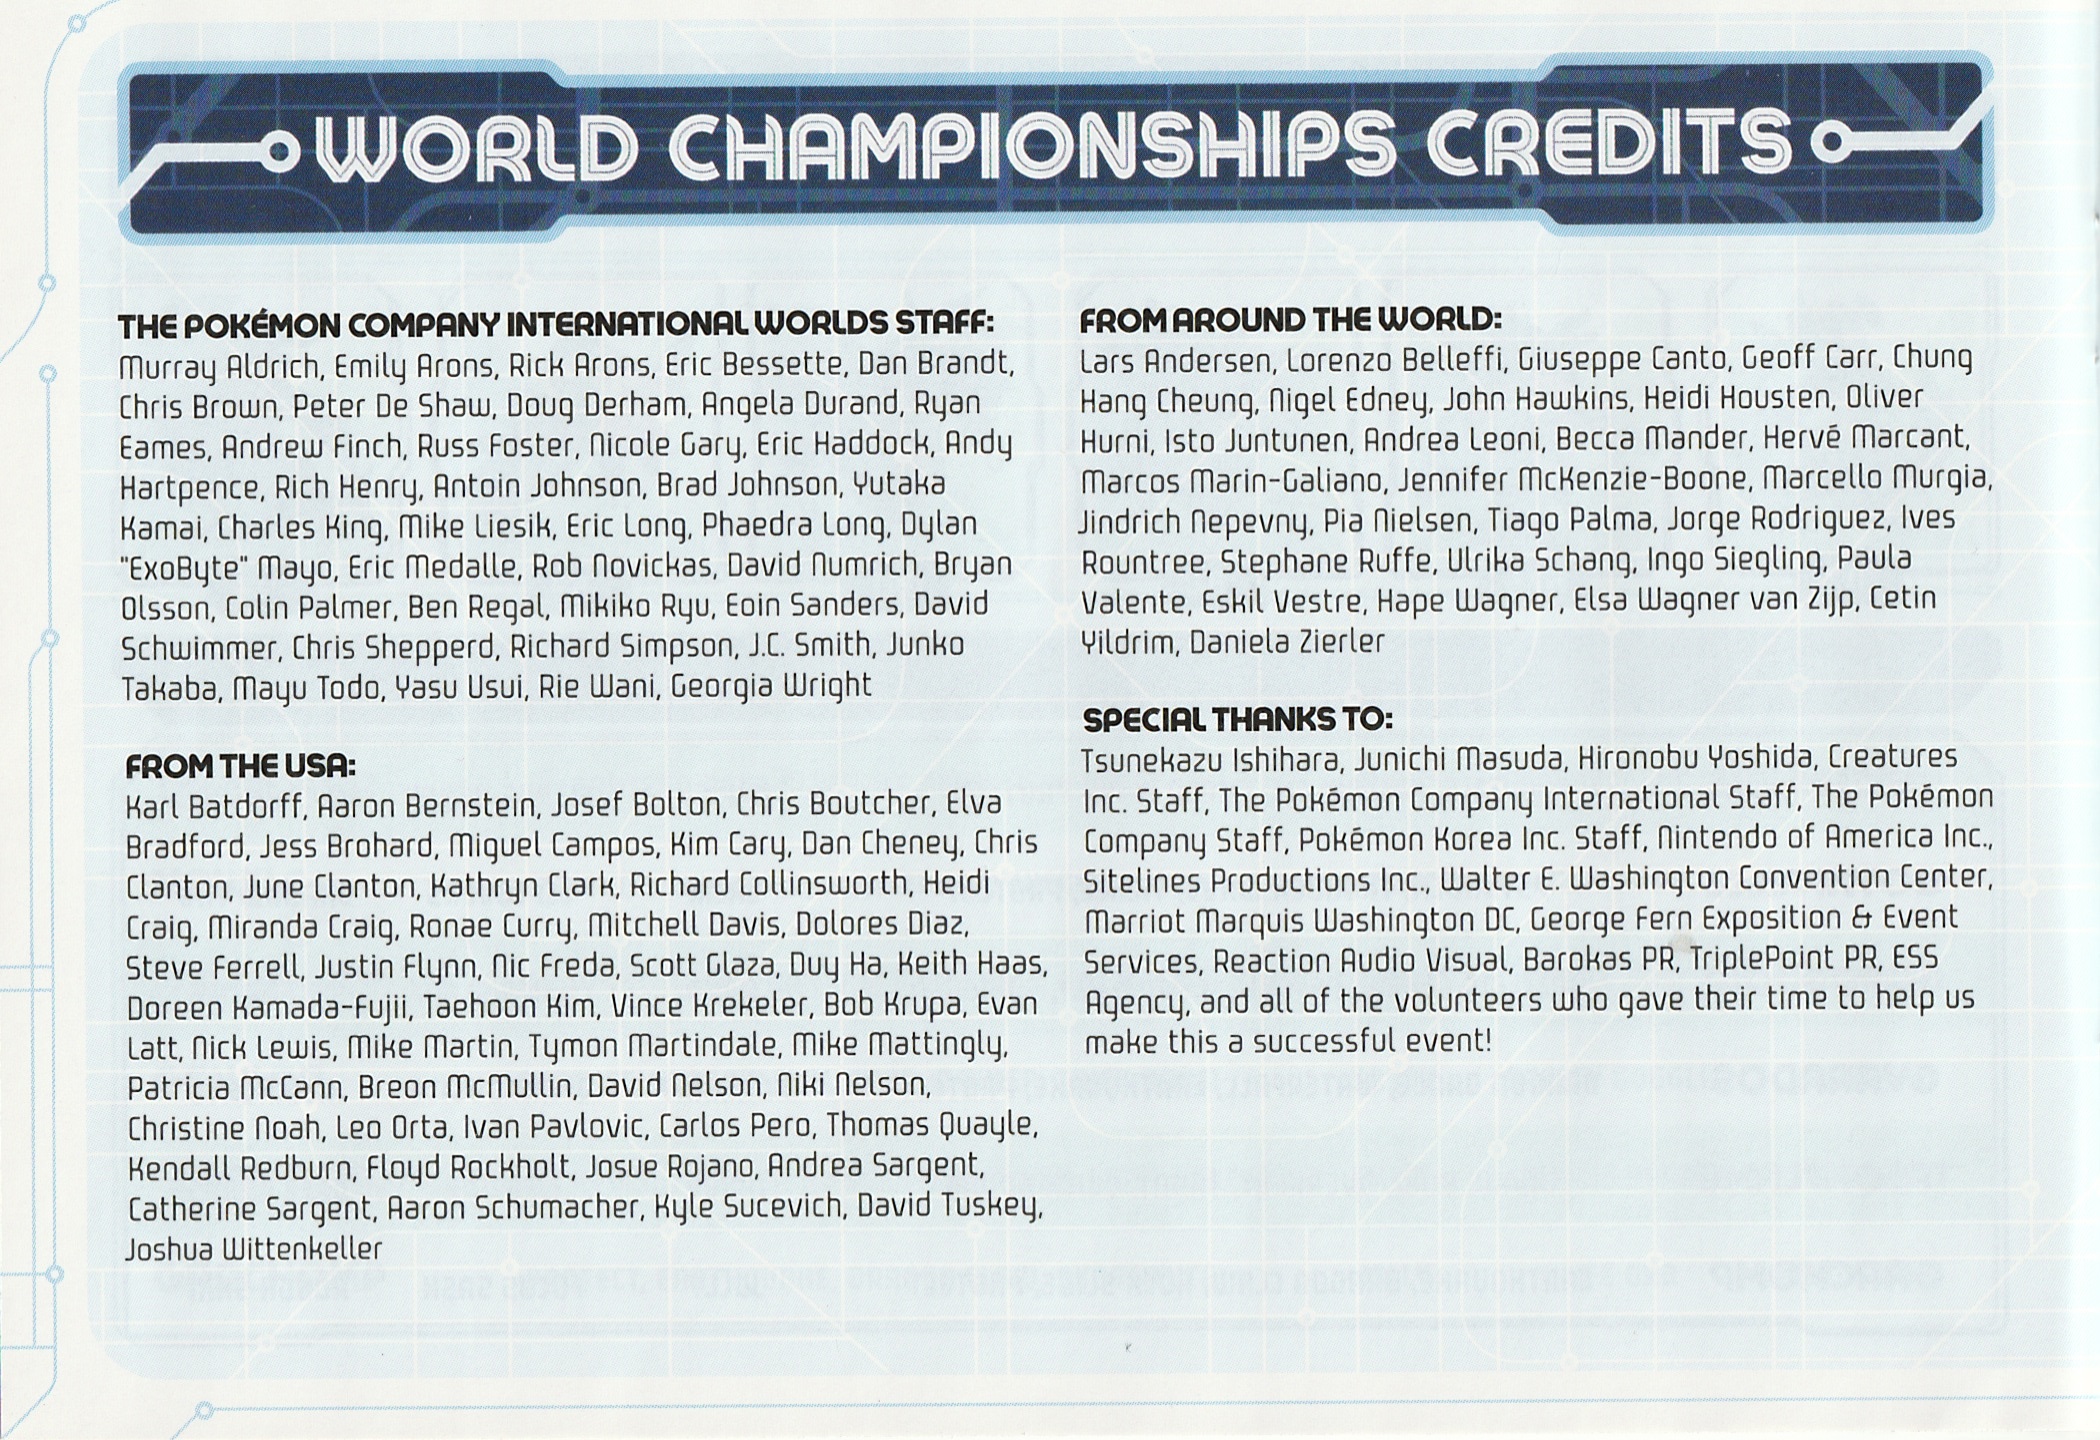 WORLD CHAMPIONSHIPS CREDITS
THE POKÉMON COMPANY INTERNATIONAL WORLDS STAFF:
Murray Aldrich, Emily Arons, Rick Arons, Eric Bessette, Dan Brandt,
Chris Brown, Peter De Shaw, Doug Derham, Angela Durand, Ryan
Eames, Andrew Finch, Russ Foster, Nicole Gary, Eric Haddock, Andy
Hartpence, Rich Henry, Antoin Johnson, Brad Johnson, Yutaka
Kamai, Charles King, Mike Liesik, Eric Long, Phaedra Long, Dylan
"ExoByte" Mayo, Eric Medalle, Rob Novickas, David Numrich, Bryan
Olsson, Colin Palmer, Ben Regal, Mikiko Ryu, Eoin Sanders, David
Schwimmer, Chris Shepperd, Richard Simpson, J.C. Smith, Junko
Takaba, Mayu Todo, Yasu Usui, Rie Wani, Georgia Wright
FROM THE USA:
Karl Batdorff, Aaron Bernstein, Josef Bolton, Chris Boutcher, Elva
Bradford, Jess Brohard, Miguel Campos, Kim Cary, Dan Cheney, Chris
Clanton, June Clanton, Kathryn Clark, Richard Collinsworth, Heidi
Craig, Miranda Craig, Ronae Curry, Mitchell Davis, Dolores Diaz,
Steve Ferrell, Justin Flynn, Nic Freda, Scott Glaza, Duy Ha, Keith Haas,
Doreen Kamada-Fujii, Taehoon Kim, Vince Krekeler, Bob Krupa, Evan
Latt, Nick Lewis, Mike Martin, Tymon Martindale, Mike Mattingly,
Patricia McCann, Breon McMullin, David Nelson, Niki Nelson,
Christine Noah, Leo Orta, Ivan Pavlovic, Carlos Pero, Thomas Quayle,
Kendall Redburn, Floyd Rockholt, Josue Rojano, Andrea Sargent,
Catherine Sargent, Aaron Schumacher, Kyle Sucevich, David Tuskey,
Joshua Wittenkeller
FROM AROUND THE WORLD:
Lars Andersen, Lorenzo Belleffi, Giuseppe Canto, Geoff Carr, Chung
Hang Cheung, Nigel Edney, John Hawkins, Heidi Housten, Oliver
Hurni, Isto Juntunen, Andrea Leoni, Becca Mander, Hervé Marcant,
Marcos Marin-Galiano, Jennifer McKenzie-Boone, Marcello Murgia,
Jindrich Nepevny, Pia Nielsen, Tiago Palma, Jorge Rodriguez, Ives
Rountree, Stephane Ruffe, Ulrika Schang, Ingo Siegling, Paula
Valente, Eskil Vestre, Hape Wagner, Elsa Wagner van Zijp, Cetin
Yildrim, Daniela Zierler
SPECIAL THANKS TO:
Tsunekazu Ishihara, Junichi Masuda, Hironobu Yoshida, Creatures
Inc. Staff, The Pokémon Company International Staff, The Pokémon
Company Staff, Pokémon Korea Inc. Staff, Nintendo of America Inc.,
Sitelines Productions Inc., Walter E. Washington Convention Center,
Marriot Marquis Washington DC, George Fern Exposition & Event
Services, Reaction Audio Visual, Barokas PR, TriplePoint PR, ESS
Agency, and all of the volunteers who gave their time to help us
make this a successful event!